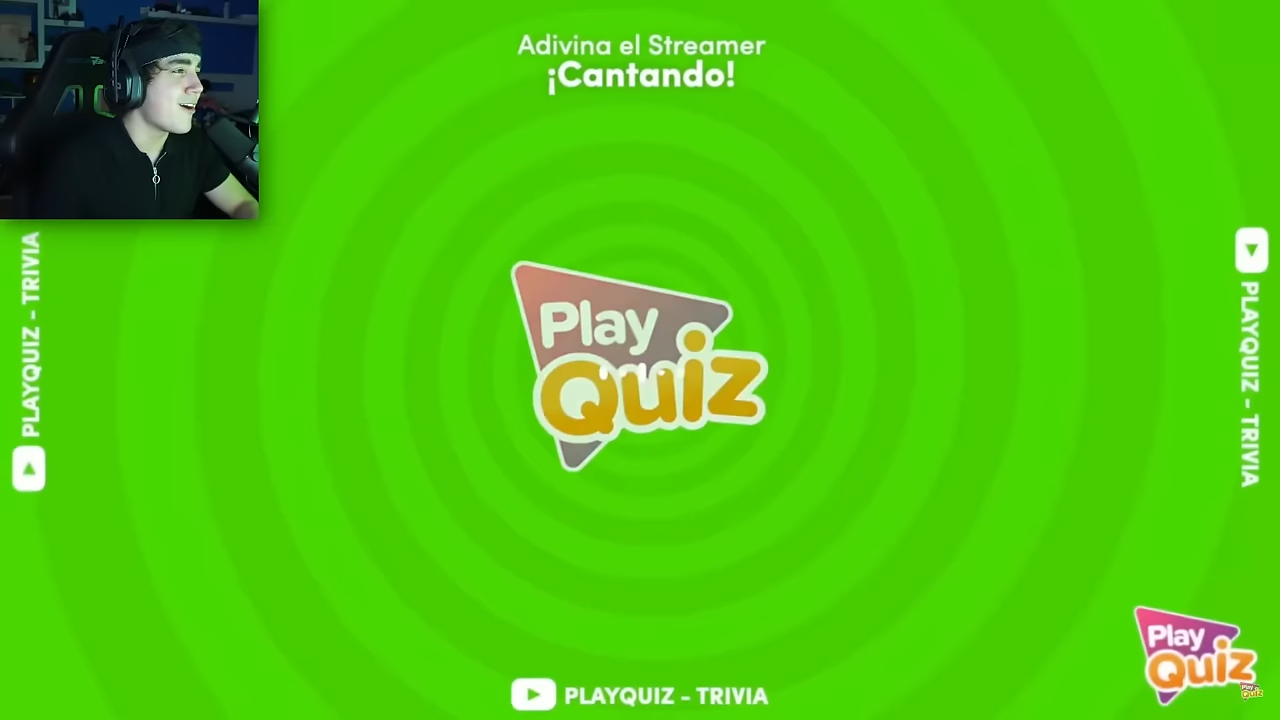 Adivina el Streamer
¡Cantando!
PLAYQUIZ - TRIVIA
Play
Quiz
PLAYQUIZ - TRIVIA
Play
Quiz
PLAYQUIZ - TRIVIA